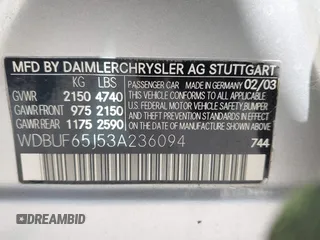 MFD BY DAIMLERCHRYSLER AG STUTTGART
KG LBS PASSENGER CAR MADE IN GERMANY 02/03
GVWR 2150 4740 THIS VEHICLE CONFORMS TO ALL APPLICABLE
GAWR FRONT 975 2150 U.S. FEDERAL MOTOR VEHICLE SAFETY, BUMPER,
GAWR REAR 1175 2590 AND THEFT PREVENTION STANDARDS IN EFFECT
ON THE DATE OF MANUFACTURE SHOWN ABOVE.
WDBUF65J53A236094 744